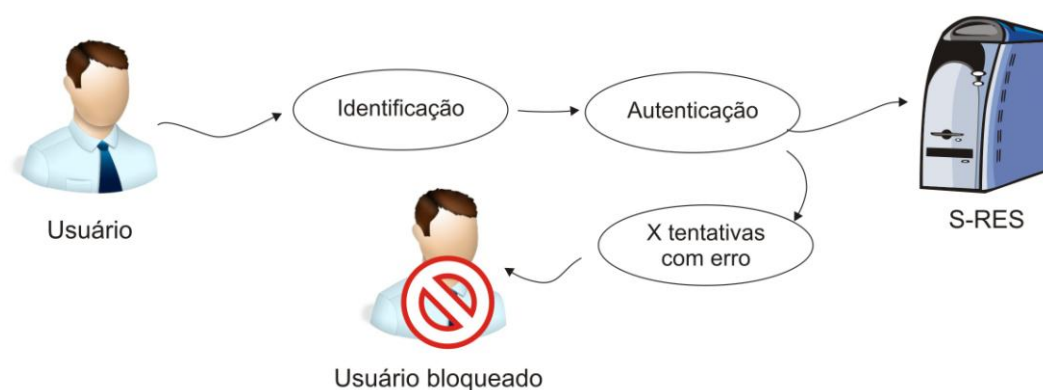 Usuário
Identificação
Autenticação
S-RES
X tentativas
com erro
Usuário bloqueado